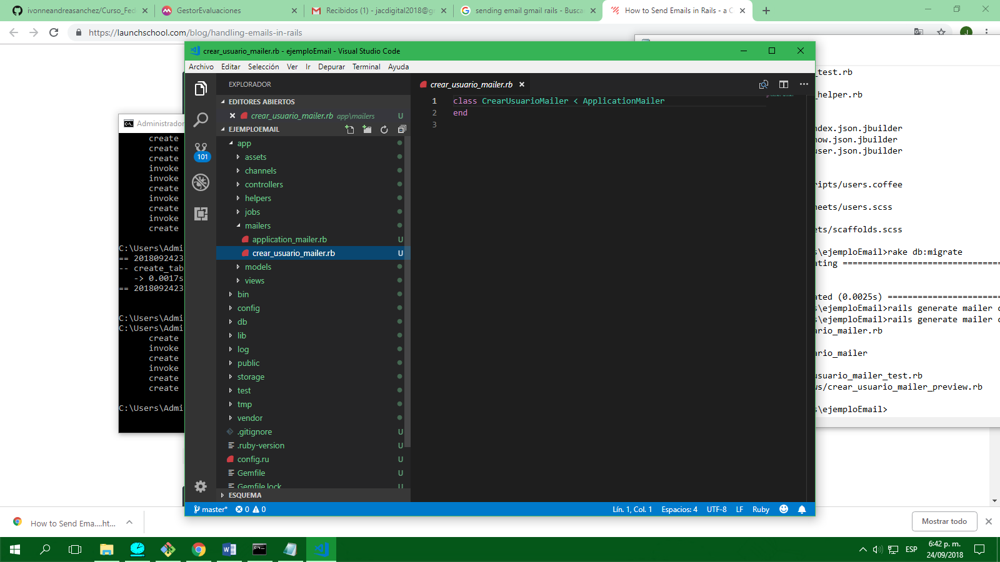 ivonneandreasanchez/Curso_Fed
GestorEvaluaciones
Recibidos (1) - jacdigital2018@g
sending email gmail rails - Busca
How to Send Emails in Rails - a C
https://launchschool.com/blog/handling-emails-in-rails
crear_usuario_mailer.rb - ejemploEmail - Visual Studio Code
Archivo Editar Selección Ver Ir Depurar Terminal Ayuda
EXPLORADOR
EDITORES ABIERTOS
crear_usuario_mailer.rb app\mailers U
EJEMPLOEMAIL
app
assets
channels
controllers
helpers
jobs
mailers
application_mailer.rb U
crear_usuario_mailer.rb U
models
views
bin
config
db
lib
log
public
storage
test
tmp
vendor
.gitignore U
.ruby-version U
config.ru U
Gemfile U
Gemfile.lock U
ESQUEMA
101
crear_usuario_mailer.rb
1 class CrearUsuarioMailer < ApplicationMailer
2 end
3
master* 0 0
Lín. 1, Col. 1 Espacios: 4 UTF-8 LF Ruby
Administrador
create
create
create
invoke
invoke
create
invoke
create
invoke
create
C:\Users\Admi
== 2018092423
-- create_tab
-> 0.0017s
== 2018092423
C:\Users\Admi
C:\Users\Admi
create
invoke
create
invoke
create
create
C:\Users\Admi
_test.rb
_helper.rb
ndex.json.jbuilder
how.json.jbuilder
user.json.jbuilder
ripts/users.coffee
heets/users.scss
ets/scaffolds.scss
s\ejemploEmail>rake db:migrate
ating ================================
ated (0.0025s) =======================
s\ejemploEmail>rails generate mailer c
s\ejemploEmail>rails generate mailer c
ario_mailer.rb
ario_mailer
usuario_mailer_test.rb
ws/crear_usuario_mailer_preview.rb
s\ejemploEmail>
How to Send Ema....ht...
Mostrar todo
ESP
6:42 p. m.
24/09/2018